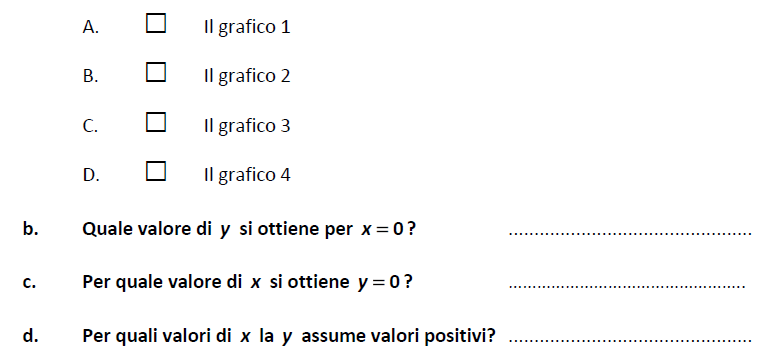 A. □ Il grafico 1
B. □ Il grafico 2
C. □ Il grafico 3
D. □ Il grafico 4
b. Quale valore di y si ottiene per x = 0 ? ................................................
c. Per quale valore di x si ottiene y = 0 ? ................................................
d. Per quali valori di x la y assume valori positivi? ................................................